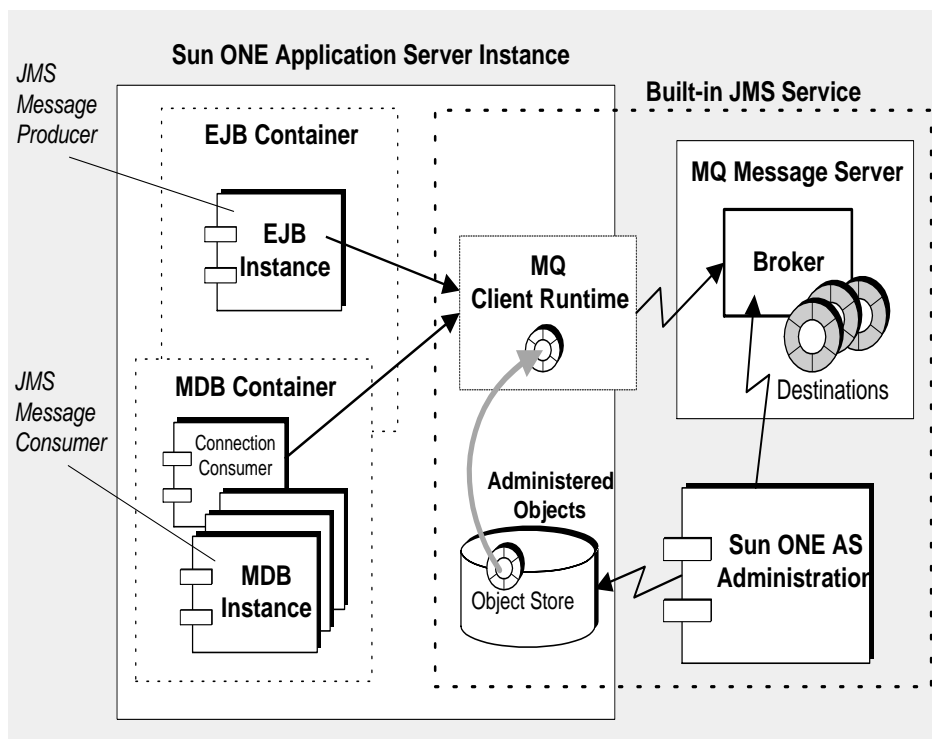 Sun ONE Application Server Instance
JMS
Message
Producer
Built-in JMS Service
EJB Container
MQ Message Server
EJB
Instance
MQ
Client Runtime
Broker
Destinations
JMS
Message
Consumer
MDB Container
Connection
Consumer
MDB
Instance
Administered
Objects
Object Store
Sun ONE AS
Administration